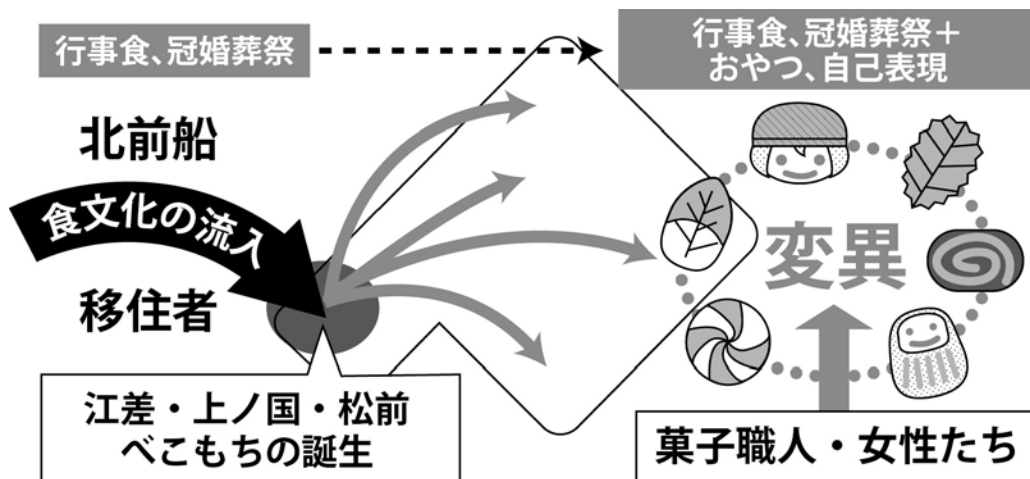 行事食、冠婚葬祭
行事食、冠婚葬祭＋
おやつ、自己表現
北前船
食文化の流入
移住者
江差・上ノ国・松前
べこもちの誕生
変異
菓子職人・女性たち